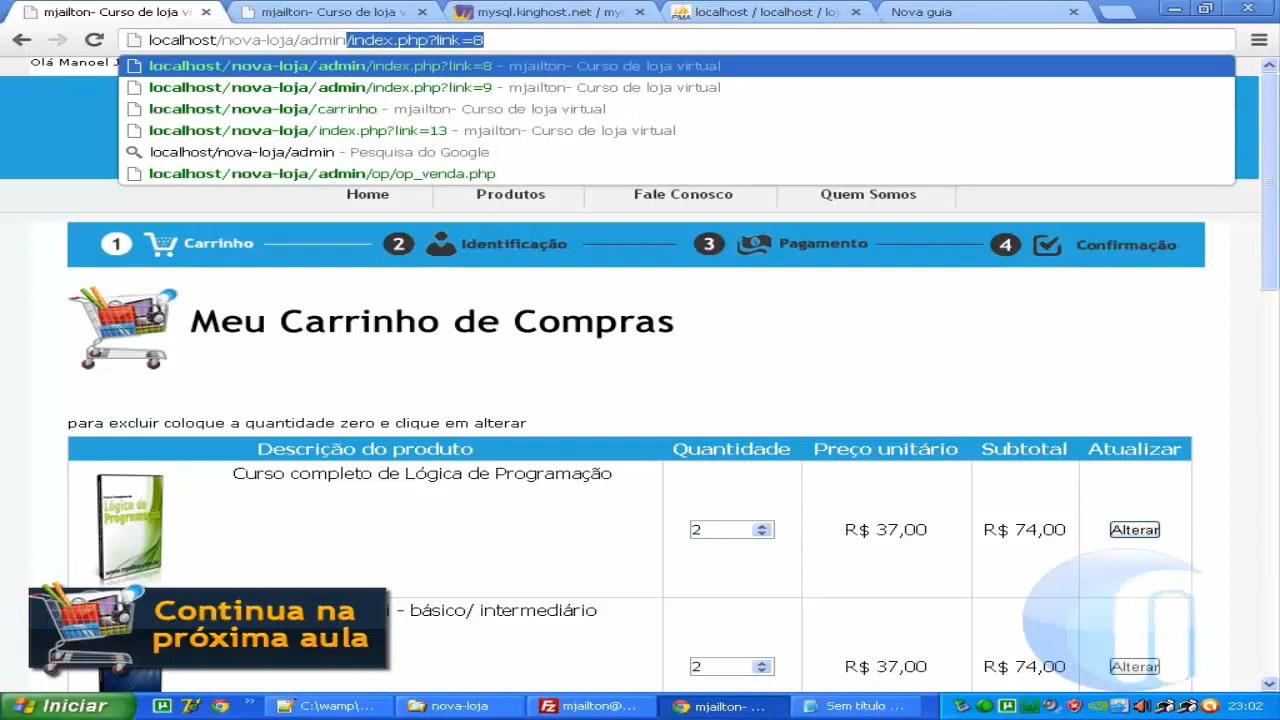 mjailton- Curso de loja vi
mjailton - Curso de loja v
mysql.kinghost.net / my
localhost / localhost / loj
Nova guia
localhost/nova-loja/admin/index.php?link=8
Olá Manoel J
localhost/nova-loja/admin/index.php?link=8 - mjailton- Curso de loja virtual
localhost/nova-loja/admin/index.php?link=9 - mjailton- Curso de loja virtual
localhost/nova-loja/carrinho - mjailton- Curso de loja virtual
localhost/nova-loja/index.php?link=13 - mjailton- Curso de loja virtual
localhost/nova-loja/admin - Pesquisa do Google
localhost/nova-loja/admin/op/op_venda.php
Home Produtos Fale Conosco Quem Somos
1 Carrinho 2 Identificação 3 Pagamento 4 Confirmação
Meu Carrinho de Compras
para excluir coloque a quantidade zero e clique em alterar
Descrição do produto Quantidade Preço unitário Subtotal Atualizar
Curso completo de Lógica de Programação
Lógica de
Programação
2 R$ 37,00 R$ 74,00 Alterar
i - básico/ intermediário
Continua na
próxima aula
2 R$ 37,00 R$ 74,00 Alterar
Iniciar
C:\wamp\...
nova-loja
mjailton@...
mjailton- ...
Sem título ...
23:02